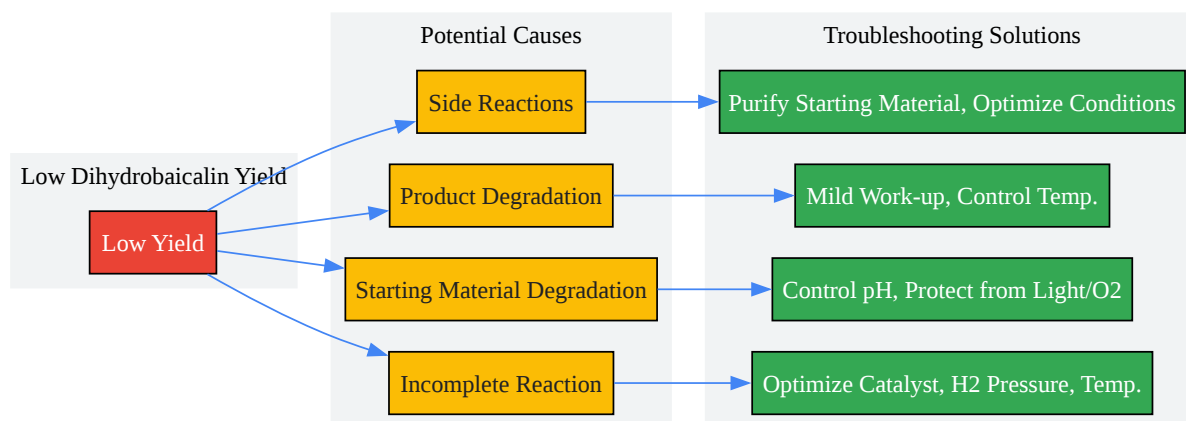 Potential Causes
Troubleshooting Solutions
Side Reactions
Purify Starting Material, Optimize Conditions
Low Dihydrobaicalin Yield
Product Degradation
Mild Work-up, Control Temp.
Low Yield
Starting Material Degradation
Control pH, Protect from Light/O2
Incomplete Reaction
Optimize Catalyst, H2 Pressure, Temp.